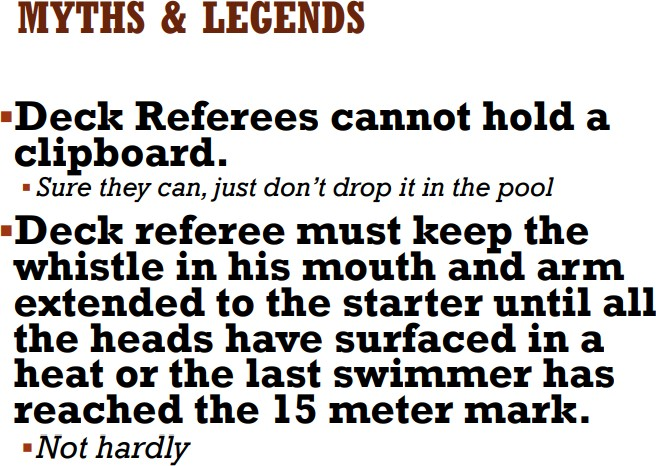 MYTHS & LEGENDS
▪Deck Referees cannot hold a
clipboard.
▪Sure they can, just don’t drop it in the pool
▪Deck referee must keep the
whistle in his mouth and arm
extended to the starter until all
the heads have surfaced in a
heat or the last swimmer has
reached the 15 meter mark.
▪Not hardly